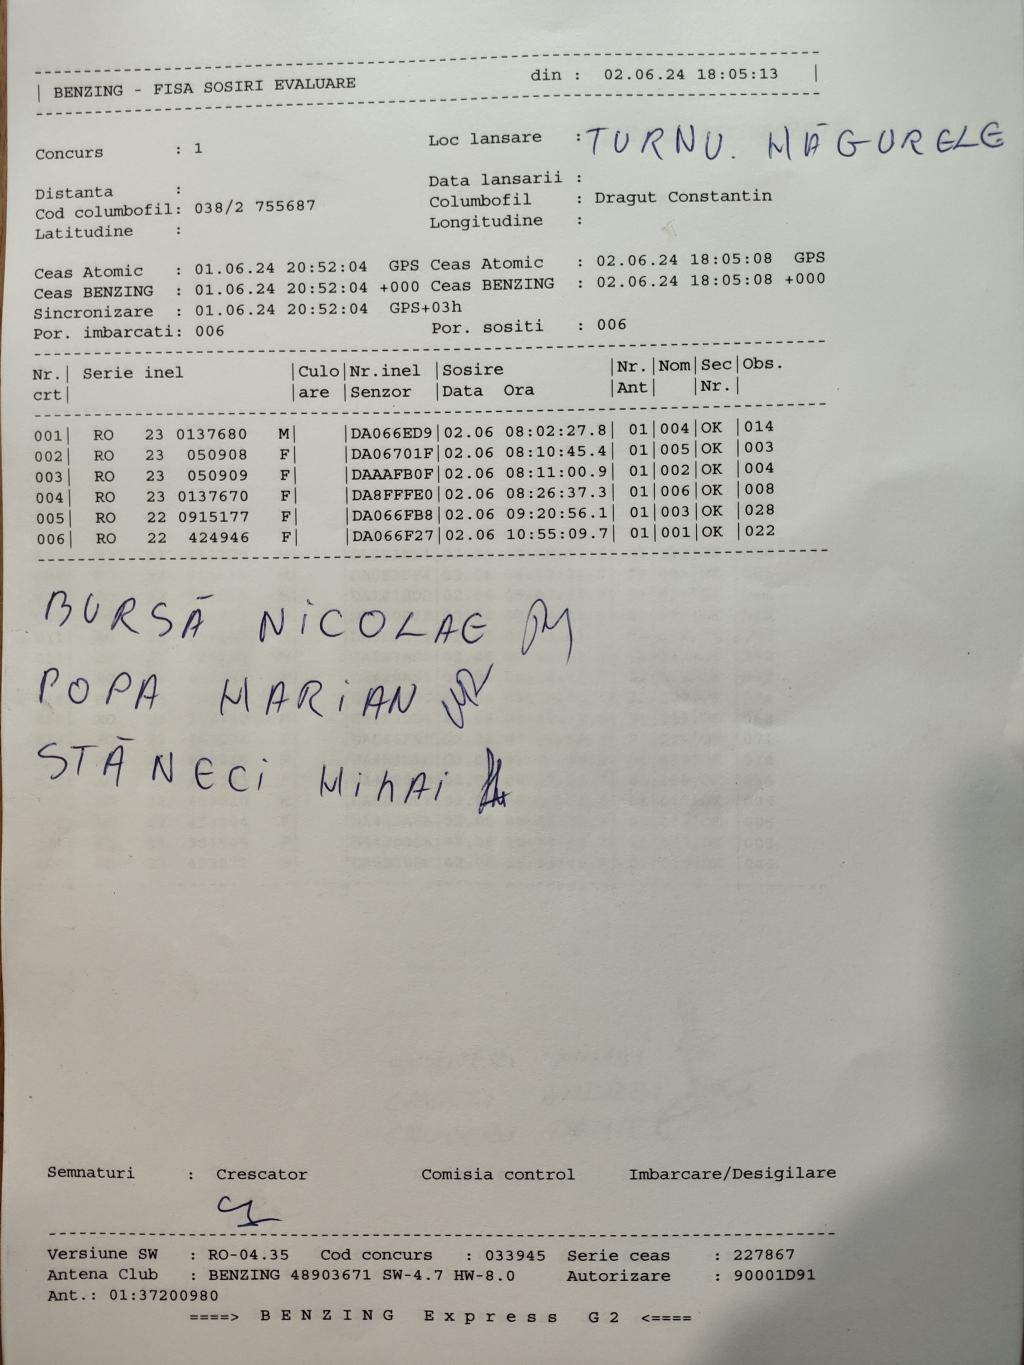 | BENZING - FISA SOSIRI EVALUARE din : 02.06.24 18:05:13 |
Concurs : 1 Loc lansare : TURNU. MĂGURELE
Distanta : Data lansarii :
Cod columbofil: 038/2 755687 Columbofil : Dragut Constantin
Latitudine : Longitudine :
Ceas Atomic : 01.06.24 20:52:04 GPS Ceas Atomic : 02.06.24 18:05:08 GPS
Ceas BENZING : 01.06.24 20:52:04 +000 Ceas BENZING : 02.06.24 18:05:08 +000
Sincronizare : 01.06.24 20:52:04 GPS+03h
Por. imbarcati: 006 Por. sositi : 006
Nr.| Serie inel |Culo|Nr.inel |Sosire |Nr.|Nom|Sec|Obs.
crt| |are |Senzor |Data Ora |Ant| |Nr.|
001| RO 23 0137680 M| |DA066ED9|02.06 08:02:27.8| 01|004|OK |014
002| RO 23 050908 F| |DA06701F|02.06 08:10:45.4| 01|005|OK |003
003| RO 23 050909 F| |DAAAFB0F|02.06 08:11:00.9| 01|002|OK |004
004| RO 23 0137670 F| |DA8FFFE0|02.06 08:26:37.3| 01|006|OK |008
005| RO 22 0915177 F| |DA066FB8|02.06 09:20:56.1| 01|003|OK |028
006| RO 22 424946 F| |DA066F27|02.06 10:55:09.7| 01|001|OK |022
BURSĂ NICOLAE
POPA MARIAN
STĂNECI MIHAI
Semnaturi : Crescator Comisia control Imbarcare/Desigilare
Versiune SW : RO-04.35 Cod concurs : 033945 Serie ceas : 227867
Antena Club : BENZING 48903671 SW-4.7 HW-8.0 Autorizare : 90001D91
Ant.: 01:37200980
====> B E N Z I N G E x p r e s s G 2 <====